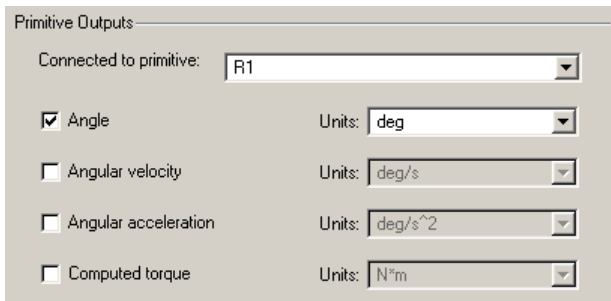 Primitive Outputs
Connected to primitive: R1
Angle Units: deg
Angular velocity Units: deg/s
Angular acceleration Units: deg/s^2
Computed torque Units: N*m